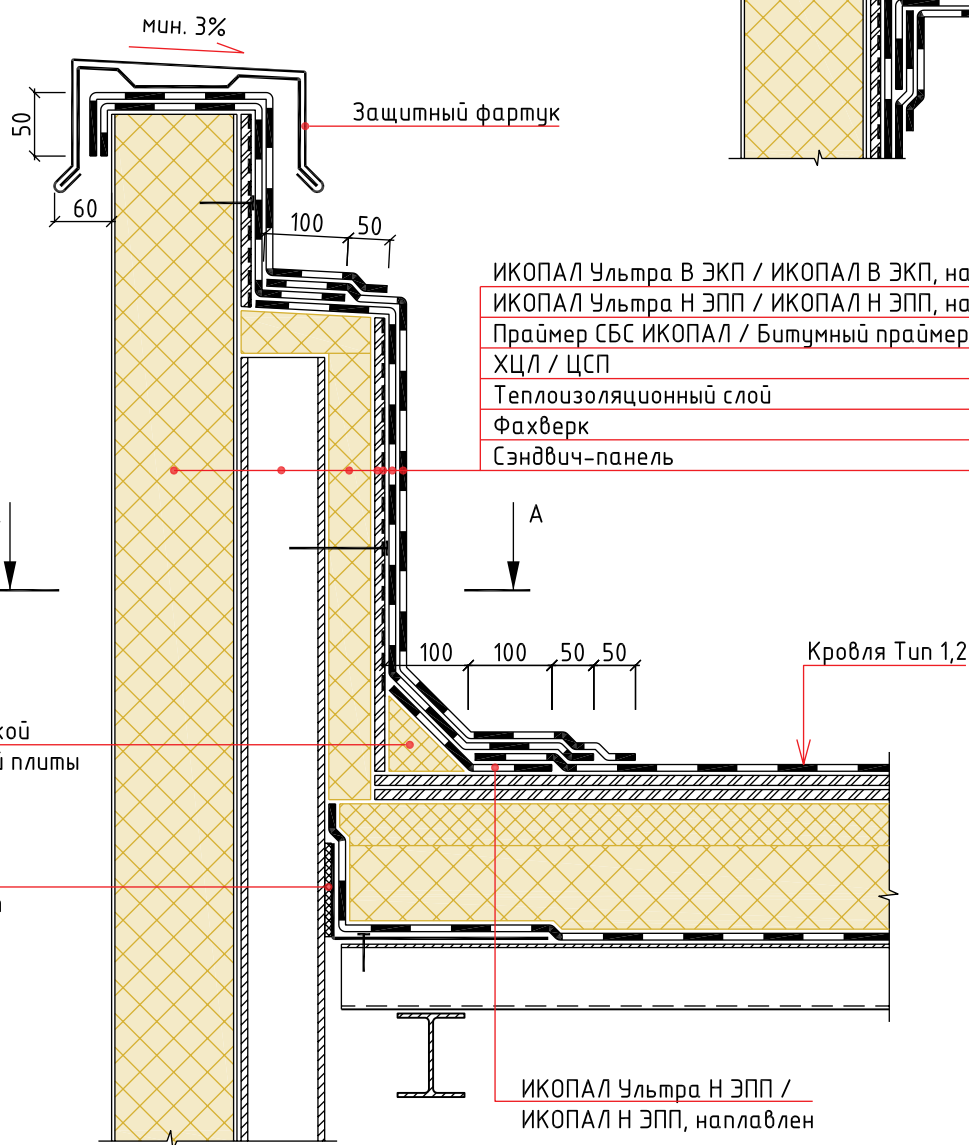 мин. 3%
50
Защитный фартук
60
100
50
ИКОПАЛ Ультра В ЭКП / ИКОПАЛ В ЭКП, на
ИКОПАЛ Ультра Н ЭПП / ИКОПАЛ Н ЭПП, на
Праймер СБС ИКОПАЛ / Битумный праймер
ХЦЛ / ЦСП
Теплоизоляционный слой
Фахверк
Сэндвич-панель
А
100
100
50
50
Кровля Тип 1,2
кой
й плиты
ИКОПАЛ Ультра Н ЭПП /
ИКОПАЛ Н ЭПП, наплавлен